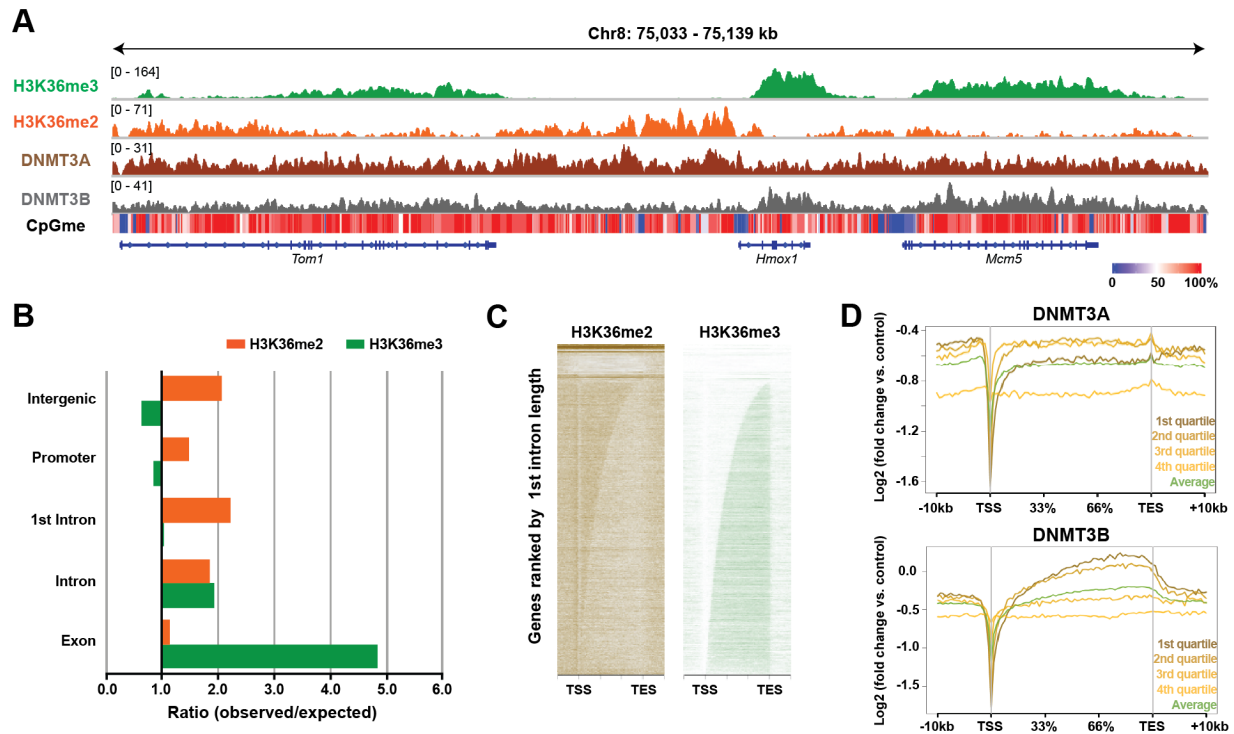 A
Chr8: 75,033 - 75,139 kb
H3K36me3
[0 - 164]
H3K36me2
[0 - 71]
DNMT3A
[0 - 31]
DNMT3B
[0 - 41]
CpGme
Tom1
Hmox1
Mcm5
0 50 100%
B
H3K36me2 H3K36me3
Intergenic
Promoter
1st Intron
Intron
Exon
0.0 1.0 2.0 3.0 4.0 5.0 6.0
Ratio (observed/expected)
C
H3K36me2 H3K36me3
Genes ranked by 1st intron length
TSS TES TSS TES
D
DNMT3A
Log2 (fold change vs. control)
-0.4
-0.8
-1.2
-1.6
1st quartile
2nd quartile
3rd quartile
4th quartile
Average
-10kb TSS 33% 66% TES +10kb
DNMT3B
Log2 (fold change vs. control)
0.0
-0.5
-1.0
-1.5
1st quartile
2nd quartile
3rd quartile
4th quartile
Average
-10kb TSS 33% 66% TES +10kb